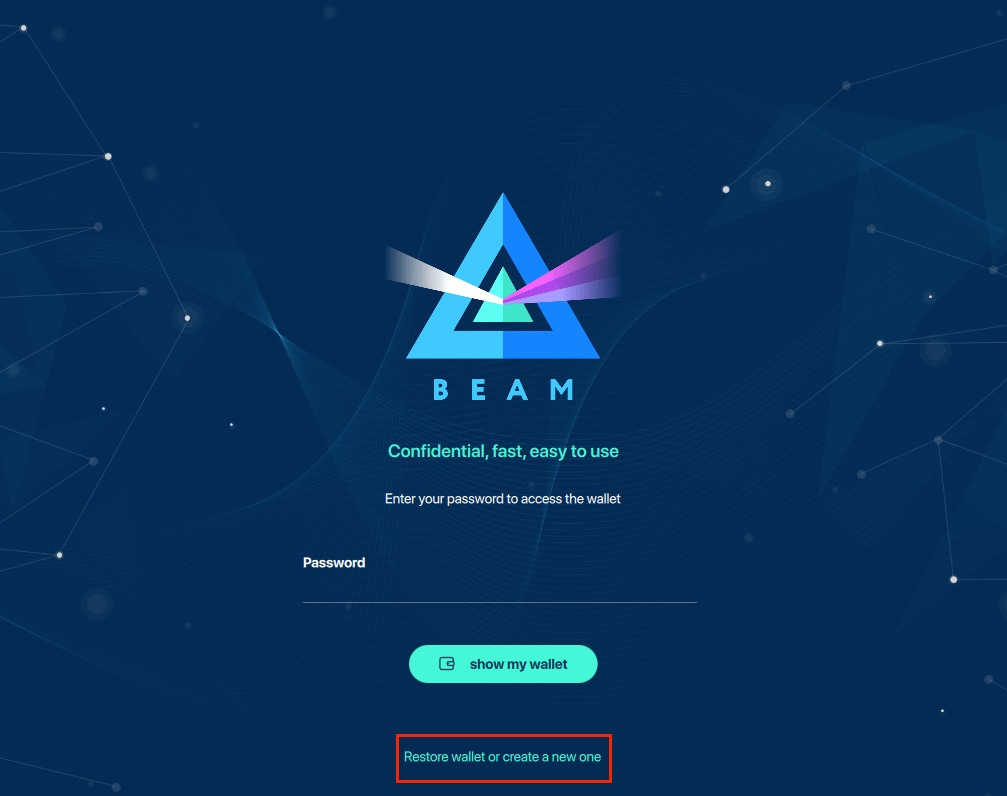 BEAM
Confidential, fast, easy to use
Enter your password to access the wallet
Password
show my wallet
Restore wallet or create a new one